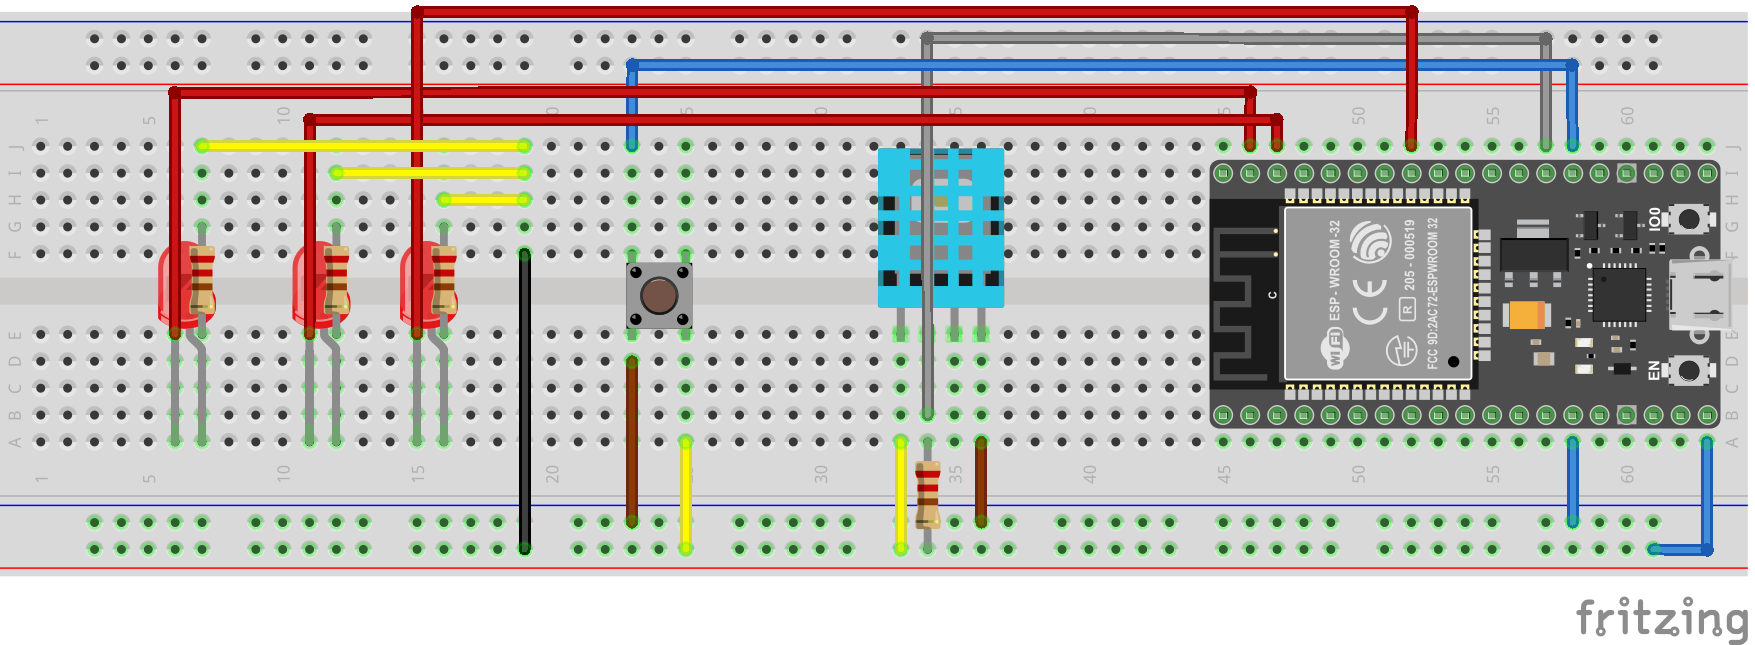 1 5 10 15 20 25 30 35 40 45 50 55 60
J
I
H
G
F
E
D
C
B
A
WiFi ESP - WROOM -32
CE
R 205 - 000519
FCC 9D:2AC72-ESPWROOM 32
C
IO0
EN
1 5 10 15 20 25 30 35 40 45 50 55 60
fritzing